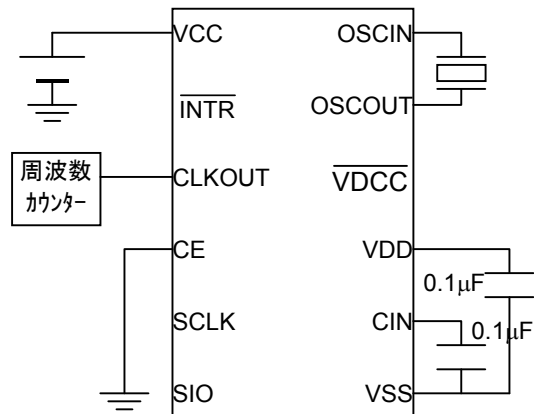 VCC
OSCIN
INTR
OSCOUT
周波数
カウンター
CLKOUT
VDCC
CE
VDD
0.1μF
SCLK
CIN
0.1μF
SIO
VSS